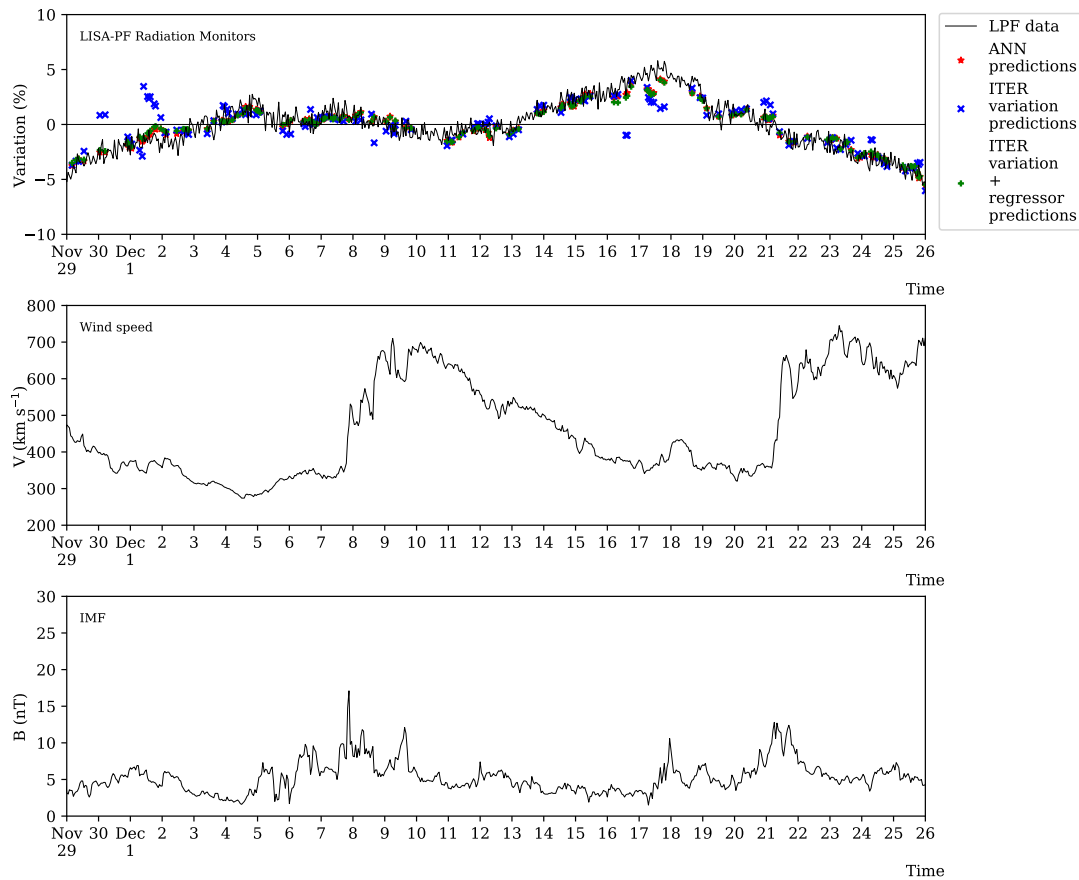 10
5
0
−5
−10
Variation (%)
LISA-PF Radiation Monitors
Nov 30 Dec 2 3 4 5 6 7 8 9 10 11 12 13 14 15 16 17 18 19 20 21 22 23 24 25 26
29 1
Time
LPF data
ANN
predictions
ITER
variation
predictions
ITER
variation
+
regressor
predictions
800
700
600
500
400
300
200
V (km s⁻¹)
Wind speed
Nov 30 Dec 2 3 4 5 6 7 8 9 10 11 12 13 14 15 16 17 18 19 20 21 22 23 24 25 26
29 1
Time
30
25
20
15
10
5
0
B (nT)
IMF
Nov 30 Dec 2 3 4 5 6 7 8 9 10 11 12 13 14 15 16 17 18 19 20 21 22 23 24 25 26
29 1
Time